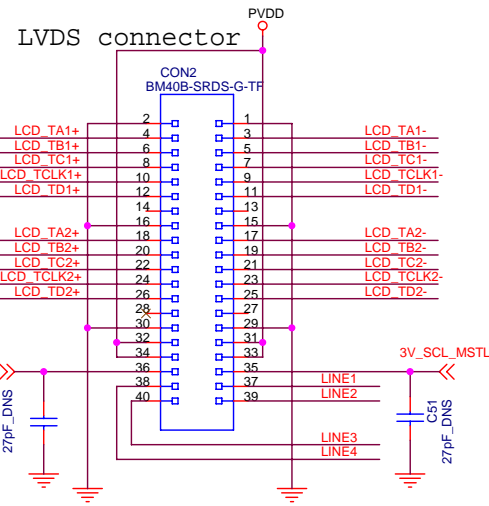 PVDD
LVDS connector
CON2
BM40B-SRDS-G-TF
2 1
LCD_TA1+ 4 3 LCD_TA1-
LCD_TB1+ 6 5 LCD_TB1-
LCD_TC1+ 8 7 LCD_TC1-
LCD_TCLK1+ 10 9 LCD_TCLK1-
LCD_TD1+ 12 11 LCD_TD1-
14 13
16 15
LCD_TA2+ 18 17 LCD_TA2-
LCD_TB2+ 20 19 LCD_TB2-
LCD_TC2+ 22 21 LCD_TC2-
LCD_TCLK2+ 24 23 LCD_TCLK2-
LCD_TD2+ 26 25 LCD_TD2-
28 27
30 29
32 31
34 33
3V_SCL_MSTL
36 35
38 37 LINE1
40 39 LINE2
27pF_DNS
C51
27pF_DNS
LINE3
LINE4